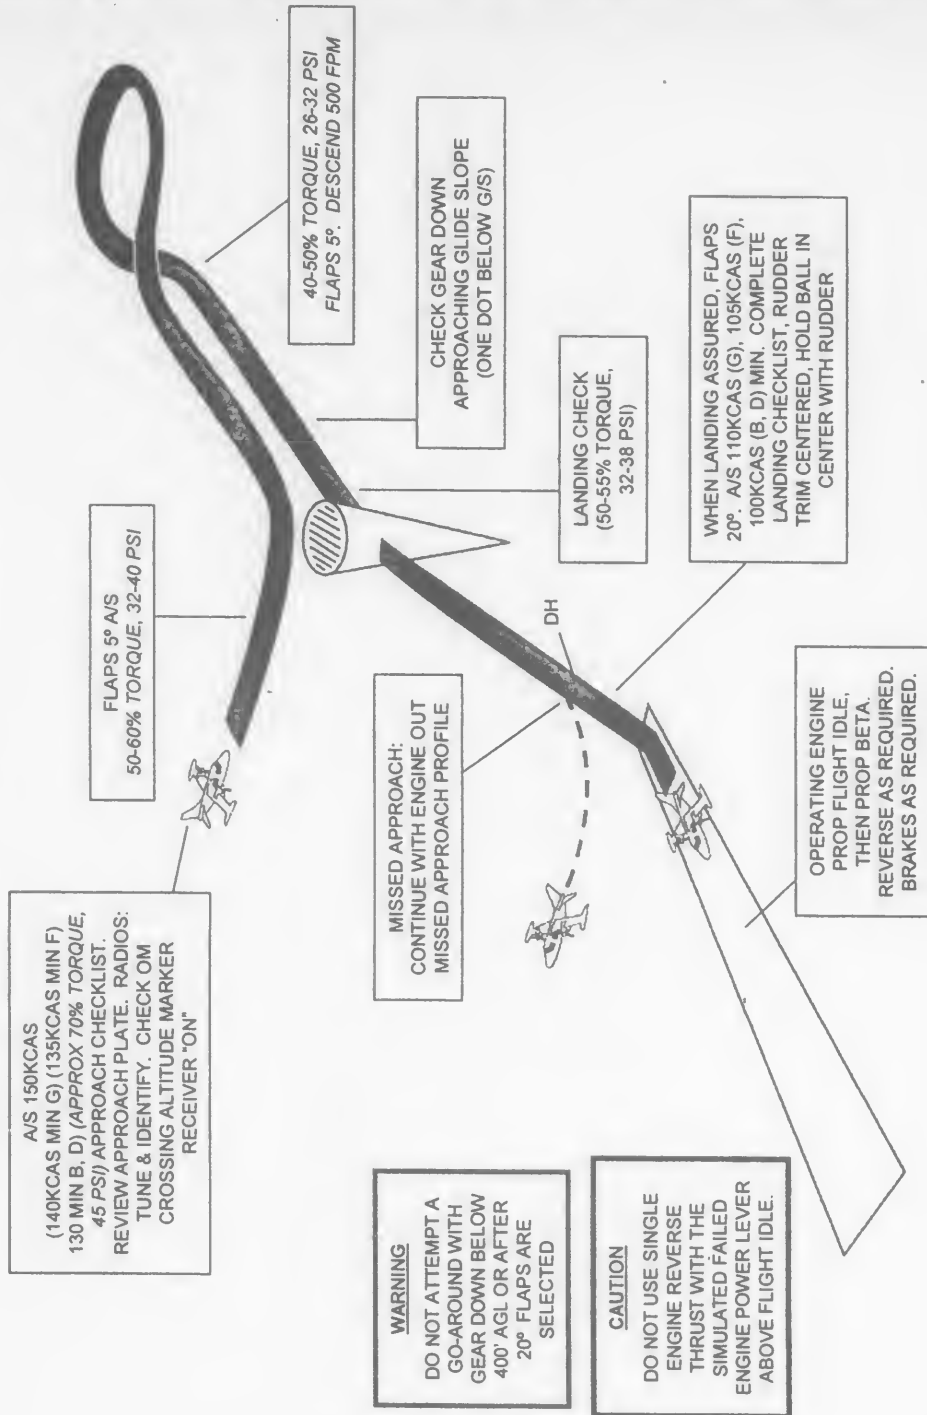 A/S 150KCAS
(140KCAS MIN G) (135KCAS MIN F)
130 MIN B, D) (APPROX 70% TORQUE,
45 PSI) APPROACH CHECKLIST.
REVIEW APPROACH PLATE. RADIOS:
TUNE & IDENTIFY. CHECK OM
CROSSING ALTITUDE MARKER
RECEIVER "ON"
FLAPS 5º A/S
50-60% TORQUE, 32-40 PSI
40-50% TORQUE, 26-32 PSI
FLAPS 5º. DESCEND 500 FPM
CHECK GEAR DOWN
APPROACHING GLIDE SLOPE
(ONE DOT BELOW G/S)
LANDING CHECK
(50-55% TORQUE,
32-38 PSI)
MISSED APPROACH:
CONTINUE WITH ENGINE OUT
MISSED APPROACH PROFILE
DH
WHEN LANDING ASSURED, FLAPS
20º. A/S 110KCAS (G), 105KCAS (F),
100KCAS (B, D) MIN. COMPLETE
LANDING CHECKLIST, RUDDER
TRIM CENTERED, HOLD BALL IN
CENTER WITH RUDDER
OPERATING ENGINE
PROP FLIGHT IDLE,
THEN PROP BETA.
REVERSE AS REQUIRED.
BRAKES AS REQUIRED.
WARNING
DO NOT ATTEMPT A
GO-AROUND WITH
GEAR DOWN BELOW
400' AGL OR AFTER
20º FLAPS ARE
SELECTED
CAUTION
DO NOT USE SINGLE
ENGINE REVERSE
THRUST WITH THE
SIMULATED FAILED
ENGINE POWER LEVER
ABOVE FLIGHT IDLE.